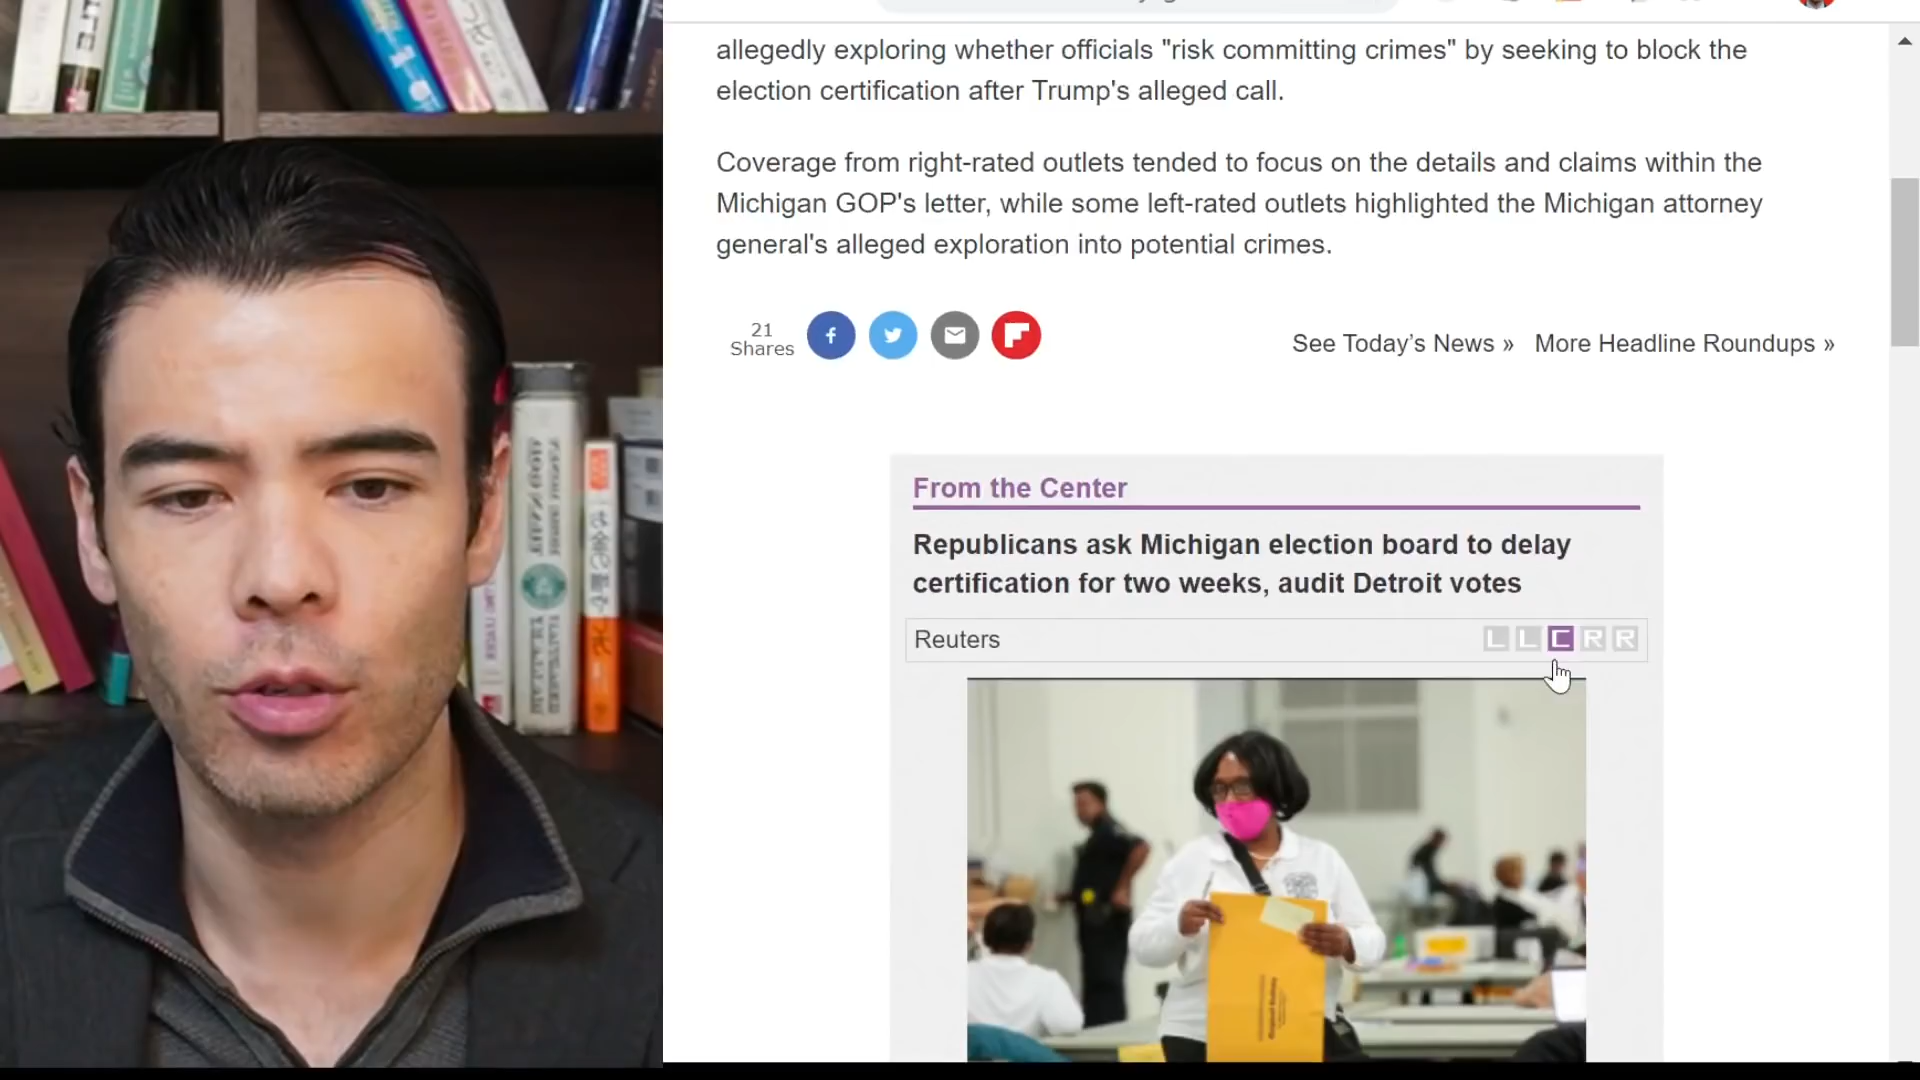 allegedly exploring whether officials "risk committing crimes" by seeking to block the
election certification after Trump's alleged call.
Coverage from right-rated outlets tended to focus on the details and claims within the
Michigan GOP's letter, while some left-rated outlets highlighted the Michigan attorney
general's alleged exploration into potential crimes.
21
Shares
See Today’s News »
More Headline Roundups »
From the Center
Republicans ask Michigan election board to delay
certification for two weeks, audit Detroit votes
Reuters
L L C R R